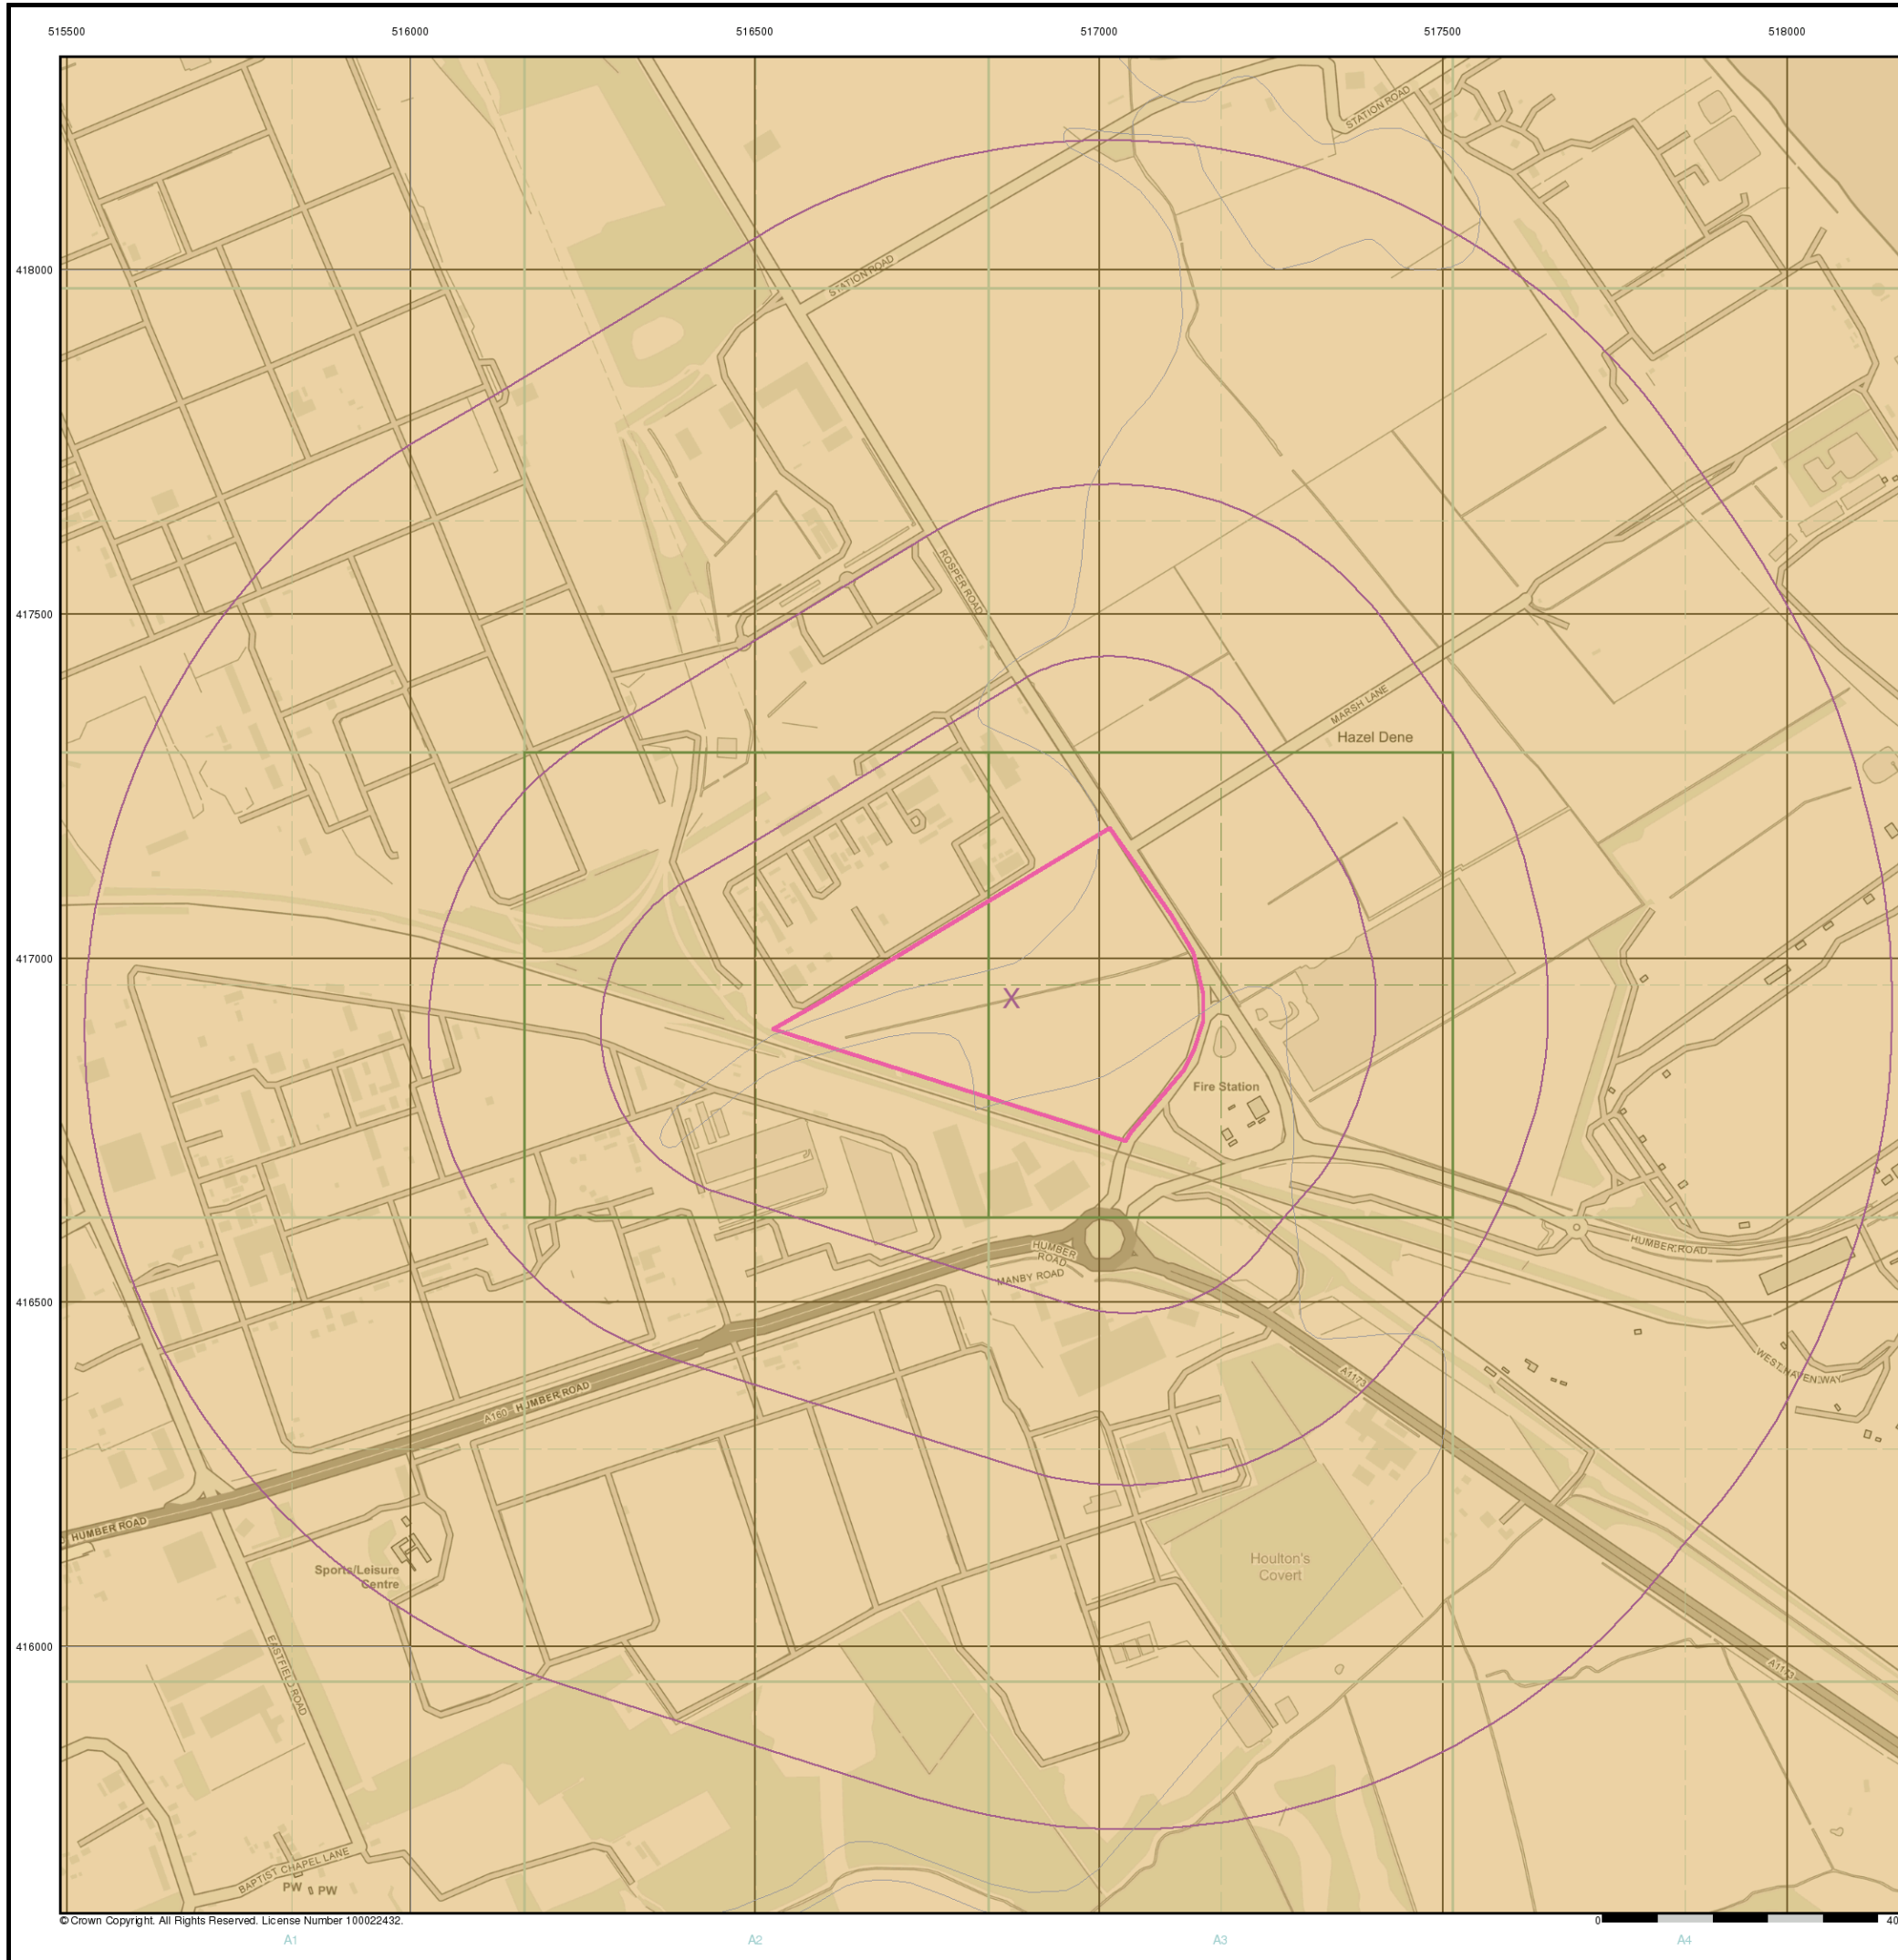 515500 516000 516500 517000 517500 518000
STATION ROAD
418000
STATION ROAD
ROSPER ROAD
417500
MARSH LANE
Hazel Dene
417000
X
Fire Station
HUMBER ROAD
HUMBER
ROAD
MANBY ROAD
416500
WEST HAVEN WAY
A1173
A160 - HUMBER ROAD
HUMBER ROAD
Sports/Leisure
Centre
Houlton's
Covert
416000
EASTFIELD ROAD
A1173
BAPTIST CHAPEL LANE
PW PW
© Crown Copyright. All Rights Reserved. License Number 100022432.
0 40
A1 A2 A3 A4